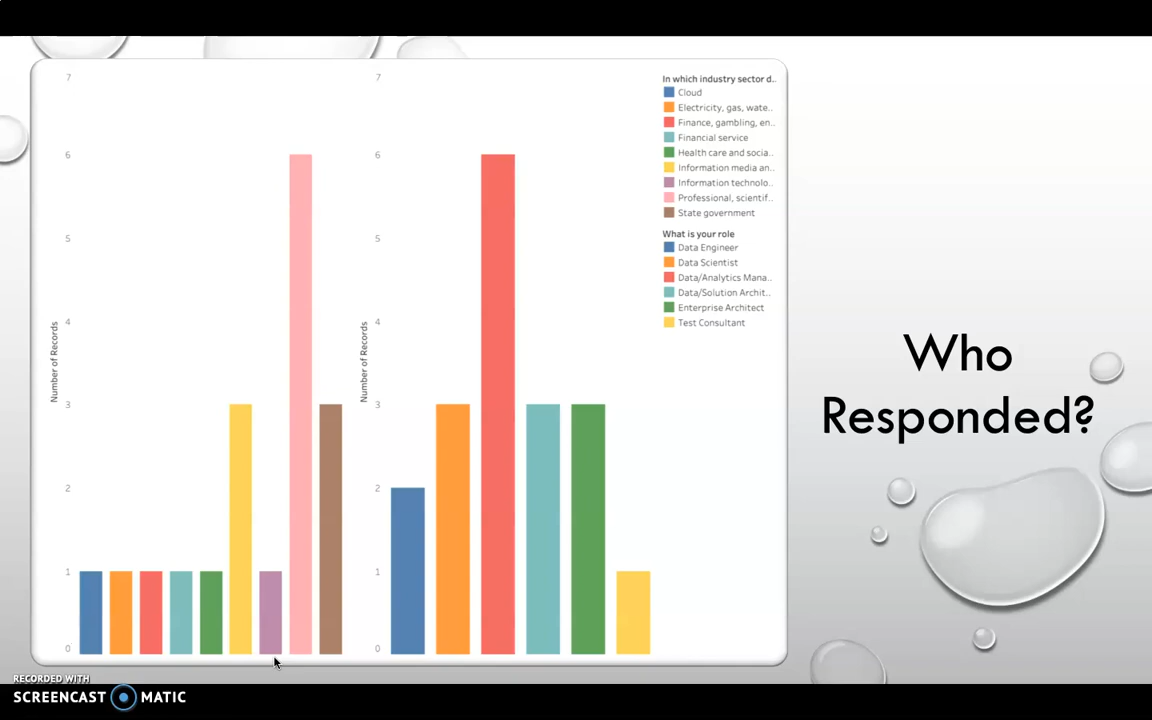 7
6
5
4
3
2
1
0
Number of Records
7
6
5
4
3
2
1
0
Number of Records
In which industry sector d..
Cloud
Electricity, gas, wate..
Finance, gambling, en..
Financial service
Health care and socia..
Information media an..
Information technolo..
Professional, scientif..
State government
What is your role
Data Engineer
Data Scientist
Data/Analytics Mana..
Data/Solution Archit..
Enterprise Architect
Test Consultant
Who
Responded?
RECORDED WITH
SCREENCAST MATIC